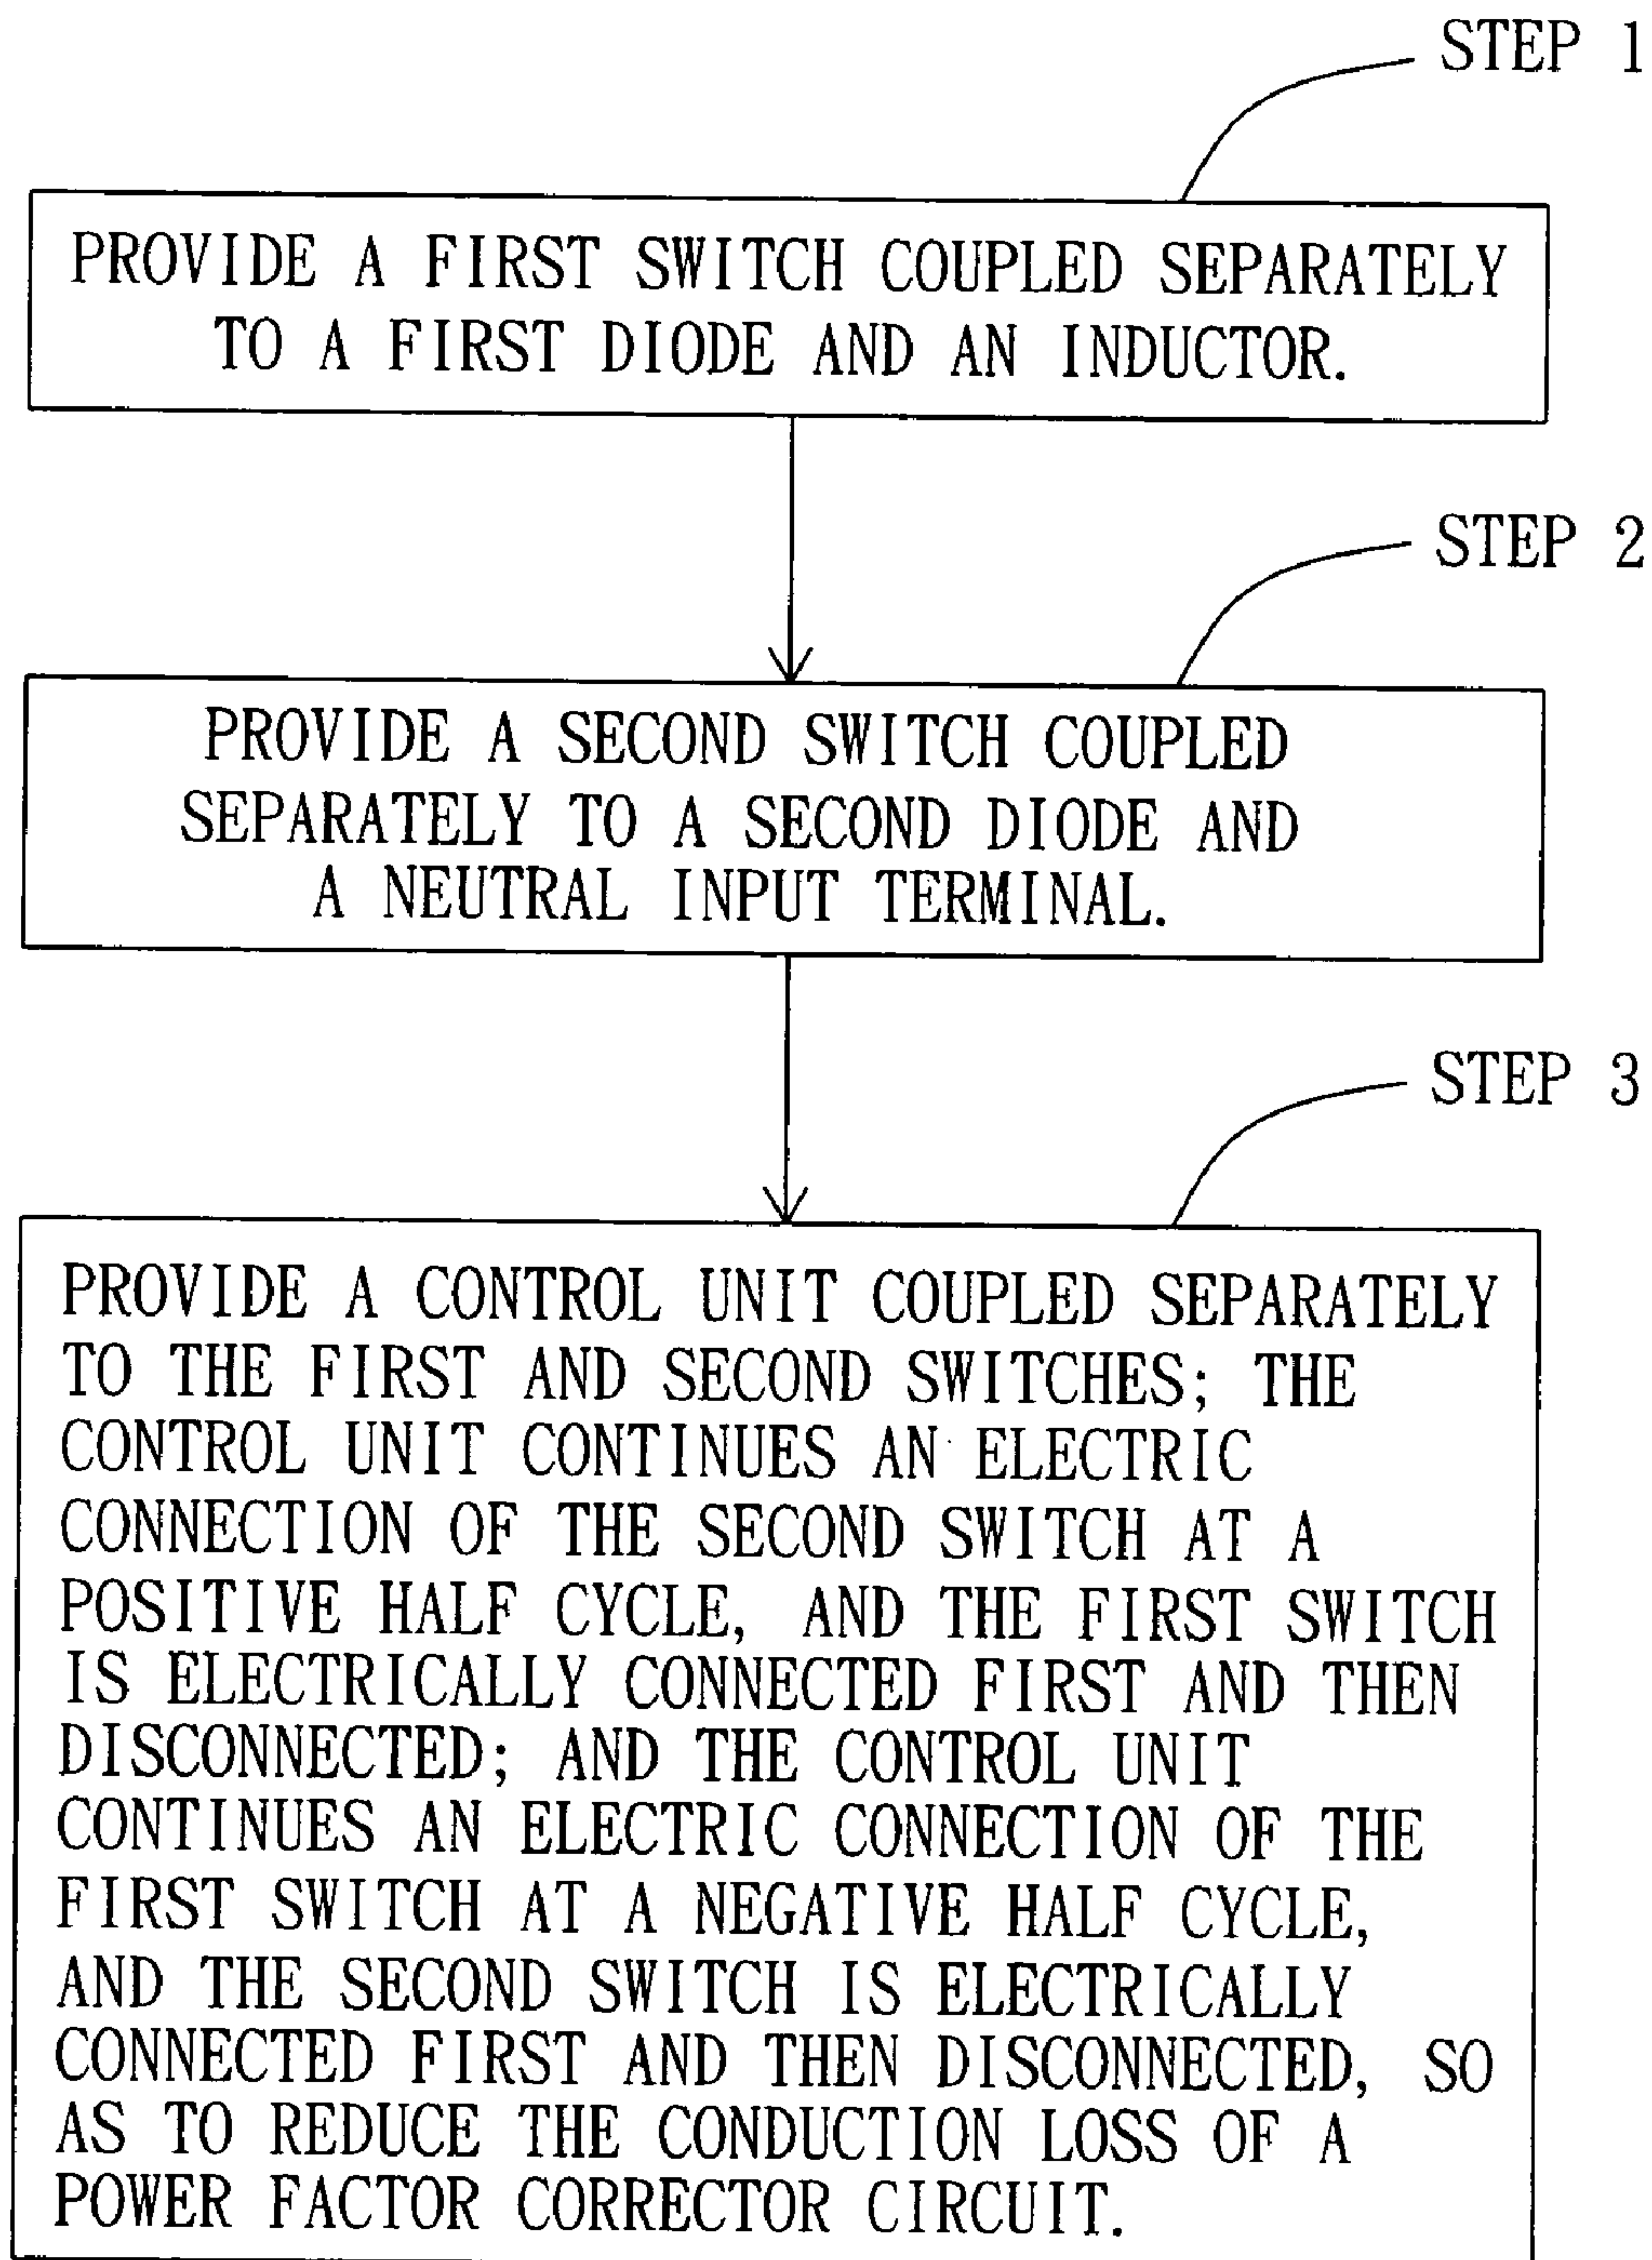 STEP 1
PROVIDE A FIRST SWITCH COUPLED SEPARATELY
TO A FIRST DIODE AND AN INDUCTOR.
STEP 2
PROVIDE A SECOND SWITCH COUPLED
SEPARATELY TO A SECOND DIODE AND
A NEUTRAL INPUT TERMINAL.
STEP 3
PROVIDE A CONTROL UNIT COUPLED SEPARATELY
TO THE FIRST AND SECOND SWITCHES; THE
CONTROL UNIT CONTINUES AN ELECTRIC
CONNECTION OF THE SECOND SWITCH AT A
POSITIVE HALF CYCLE, AND THE FIRST SWITCH
IS ELECTRICALLY CONNECTED FIRST AND THEN
DISCONNECTED; AND THE CONTROL UNIT
CONTINUES AN ELECTRIC CONNECTION OF THE
FIRST SWITCH AT A NEGATIVE HALF CYCLE,
AND THE SECOND SWITCH IS ELECTRICALLY
CONNECTED FIRST AND THEN DISCONNECTED, SO
AS TO REDUCE THE CONDUCTION LOSS OF A
POWER FACTOR CORRECTOR CIRCUIT.